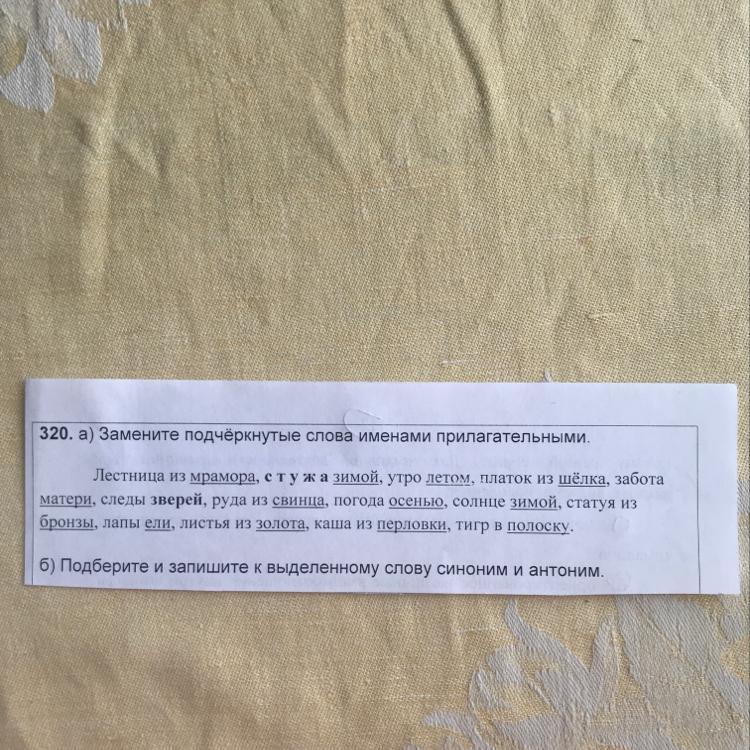 320. а) Замените подчёркнутые слова именами прилагательными.
Лестница из мрамора, с т у ж а зимой, утро летом, платок из шёлка, забота
матери, следы зверей, руда из свинца, погода осенью, солнце зимой, статуя из
бронзы, лапы ели, листья из золота, каша из перловки, тигр в полоску.
б) Подберите и запишите к выделенному слову синоним и антоним.